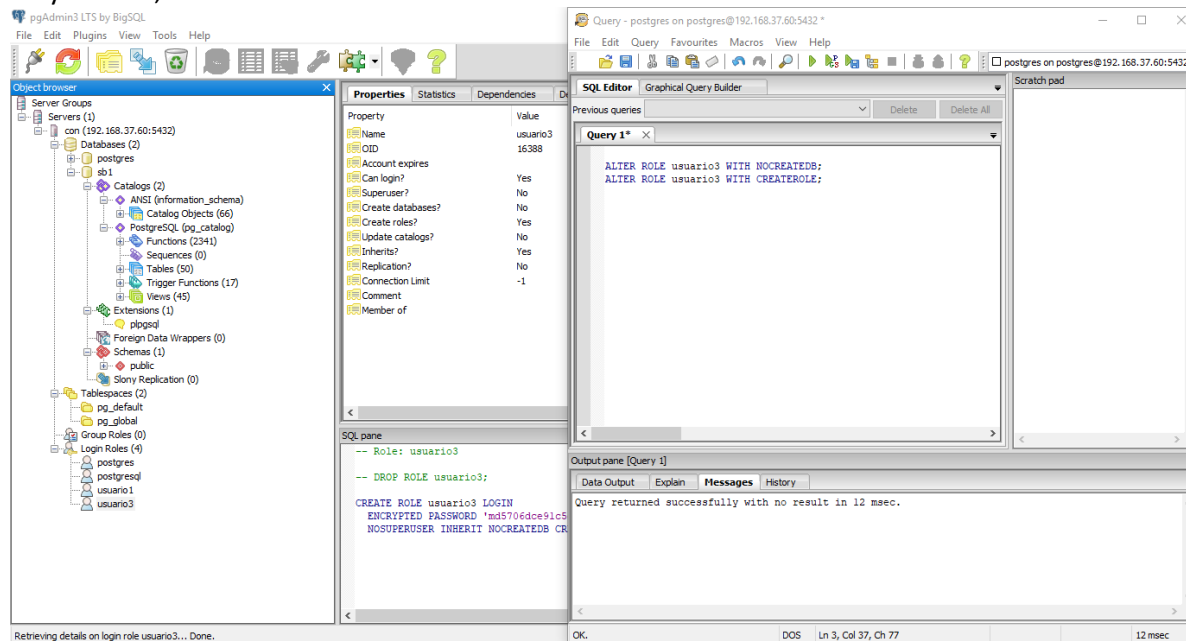 pgAdmin3 LTS by BigSQL
File Edit Plugins View Tools Help
Object browser
Server Groups
Servers (1)
con (192.168.37.60:5432)
Databases (2)
postgres
sb1
Catalogs (2)
ANSI (information_schema)
Catalog Objects (66)
PostgreSQL (pg_catalog)
Functions (2341)
Sequences (0)
Tables (50)
Trigger Functions (17)
Views (45)
Extensions (1)
plpgsql
Foreign Data Wrappers (0)
Schemas (1)
public
Slony Replication (0)
Tablespaces (2)
pg_default
pg_global
Group Roles (0)
Login Roles (4)
postgres
postgresql
usuario1
usuario3
Properties Statistics Dependencies De
Property Value
Name usuario3
OID 16388
Account expires
Can login? Yes
Superuser? No
Create databases? No
Create roles? Yes
Update catalogs? No
Inherits? Yes
Replication? No
Connection Limit -1
Comment
Member of
SQL pane
-- Role: usuario3
-- DROP ROLE usuario3;
CREATE ROLE usuario3 LOGIN
ENCRYPTED PASSWORD 'md5706dce91c5
NOSUPERUSER INHERIT NOCREATEDB CR
Retrieving details on login role usuario3... Done.
Query - postgres on postgres@192.168.37.60:5432 *
File Edit Query Favourites Macros View Help
postgres on postgres@192.168.37.60:5432
SQL Editor Graphical Query Builder
Previous queries Delete Delete All
Query 1*
ALTER ROLE usuario3 WITH NOCREATEDB;
ALTER ROLE usuario3 WITH CREATEROLE;
Scratch pad
Output pane [Query 1]
Data Output Explain Messages History
Query returned successfully with no result in 12 msec.
OK. DOS Ln 3, Col 37, Ch 77 12 msec